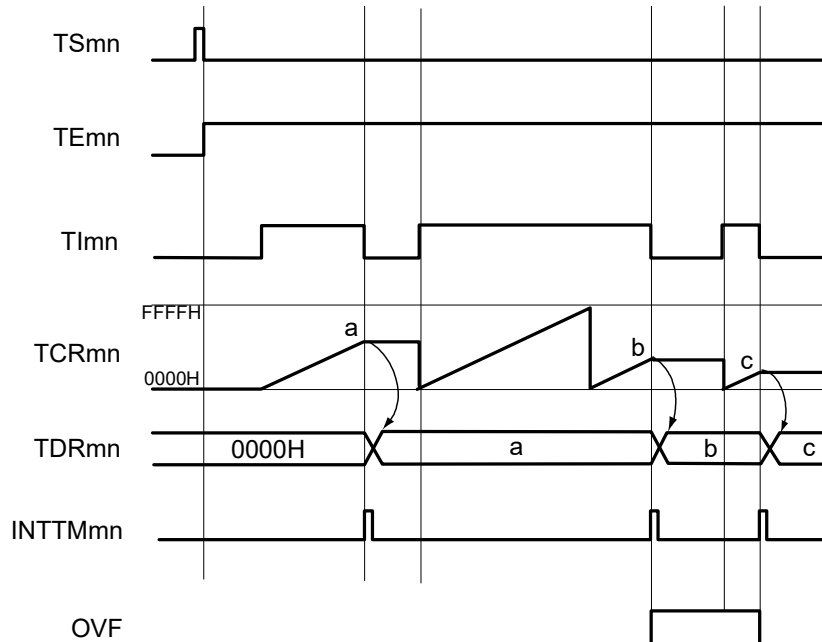 TSmn
TEmn
TImn
FFFFH
a
b
c
TCRmn
0000H
TDRmn
0000H
a
b
c
INTTMmn
OVF